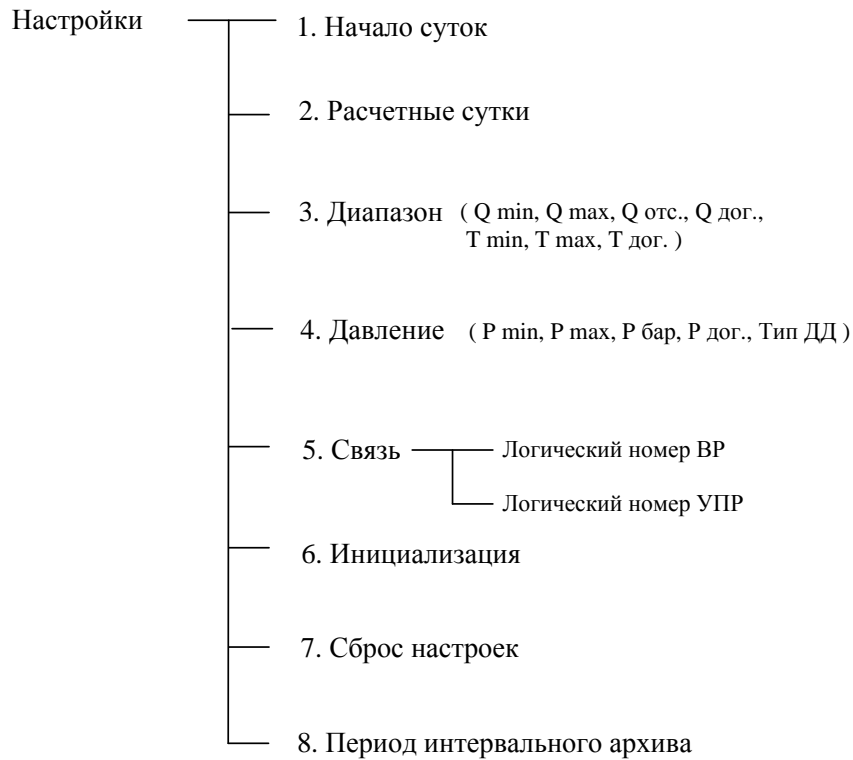 Настройки
1. Начало суток
2. Расчетные сутки
3. Диапазон ( Q min, Q max, Q отс., Q дог.,
T min, T max, T дог. )
4. Давление ( P min, P max, P бар, P дог., Тип ДД )
5. Связь Логический номер ВР
Логический номер УПР
6. Инициализация
7. Сброс настроек
8. Период интервального архива